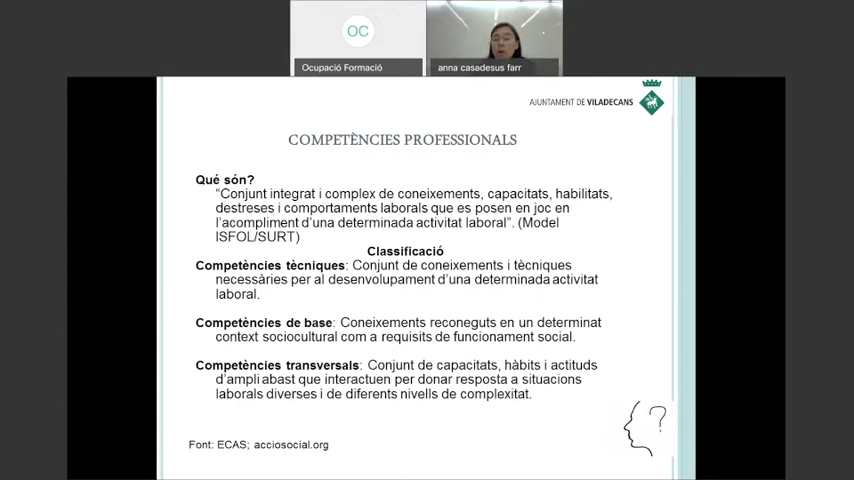 OC
Ocupació Formació
anna casadesus farr
AJUNTAMENT DE VILADECANS
COMPETÈNCIES PROFESSIONALS
Qué són?
“Conjunt integrat i complex de coneixements, capacitats, habilitats,
destreses i comportaments laborals que es posen en joc en
l’acompliment d’una determinada activitat laboral”. (Model
ISFOL/SURT)
Classificació
Competències tècniques: Conjunt de coneixements i tècniques
necessàries per al desenvolupament d’una determinada activitat
laboral.
Competències de base: Coneixements reconeguts en un determinat
context sociocultural com a requisits de funcionament social.
Competències transversals: Conjunt de capacitats, hàbits i actituds
d’ampli abast que interactuen per donar resposta a situacions
laborals diverses i de diferents nivells de complexitat.
?
Font: ECAS; acciosocial.org